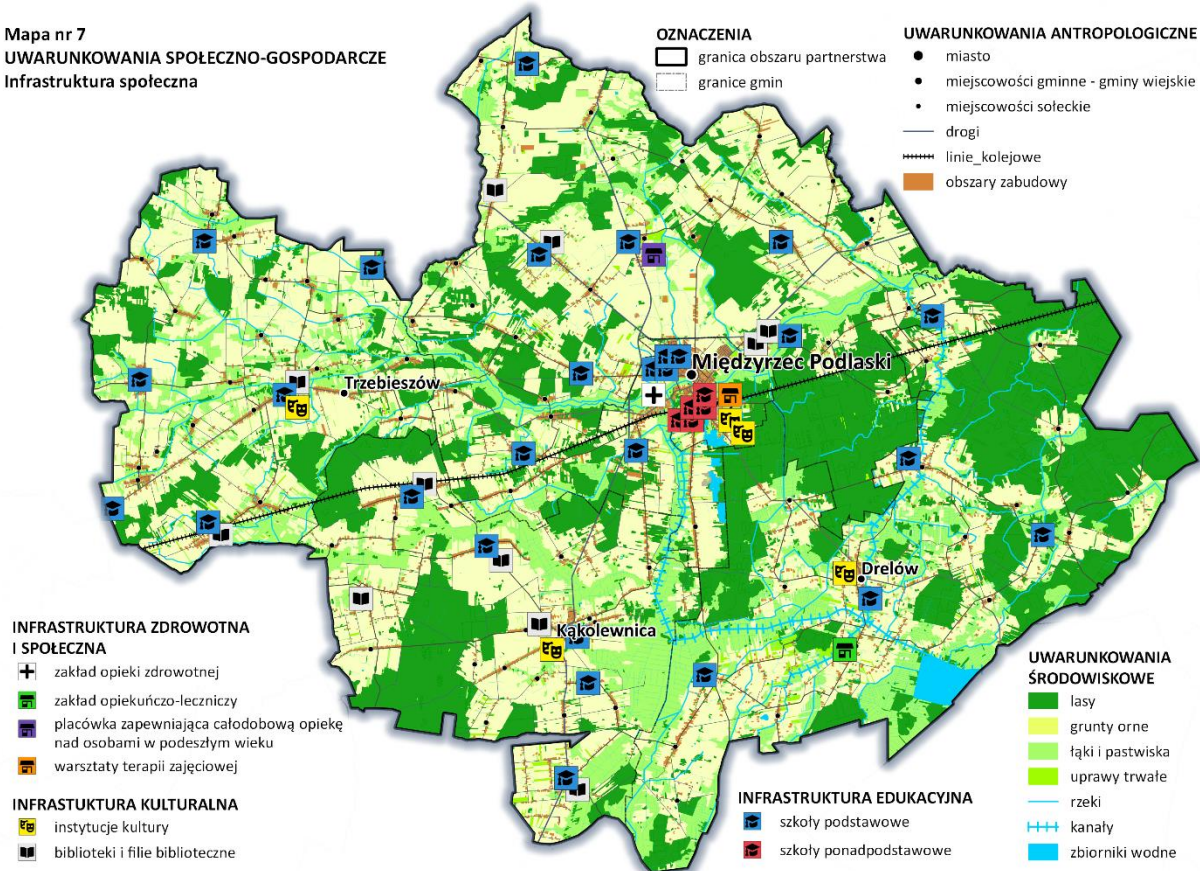 Mapa nr 7
UWARUNKOWANIA SPOŁECZNO-GOSPODARCZE
Infrastruktura społeczna
OZNACZENIA
granica obszaru partnerstwa
granice gmin
UWARUNKOWANIA ANTROPOLOGICZNE
miasto
miejscowości gminne - gminy wiejskie
miejscowości sołeckie
drogi
linie_kolejowe
obszary zabudowy
Międzyrzec Podlaski
Trzebieszów
Drelów
Kąkolewnica
INFRASTRUKTURA ZDROWOTNA
I SPOŁECZNA
zakład opieki zdrowotnej
zakład opiekuńczo-leczniczy
placówka zapewniająca całodobową opiekę
nad osobami w podeszłym wieku
warsztaty terapii zajęciowej
INFRASTUKTURA KULTURALNA
instytucje kultury
biblioteki i filie biblioteczne
INFRASTRUKTURA EDUKACYJNA
szkoły podstawowe
szkoły ponadpodstawowe
UWARUNKOWANIA
ŚRODOWISKOWE
lasy
grunty orne
łąki i pastwiska
uprawy trwałe
rzeki
kanały
zbiorniki wodne